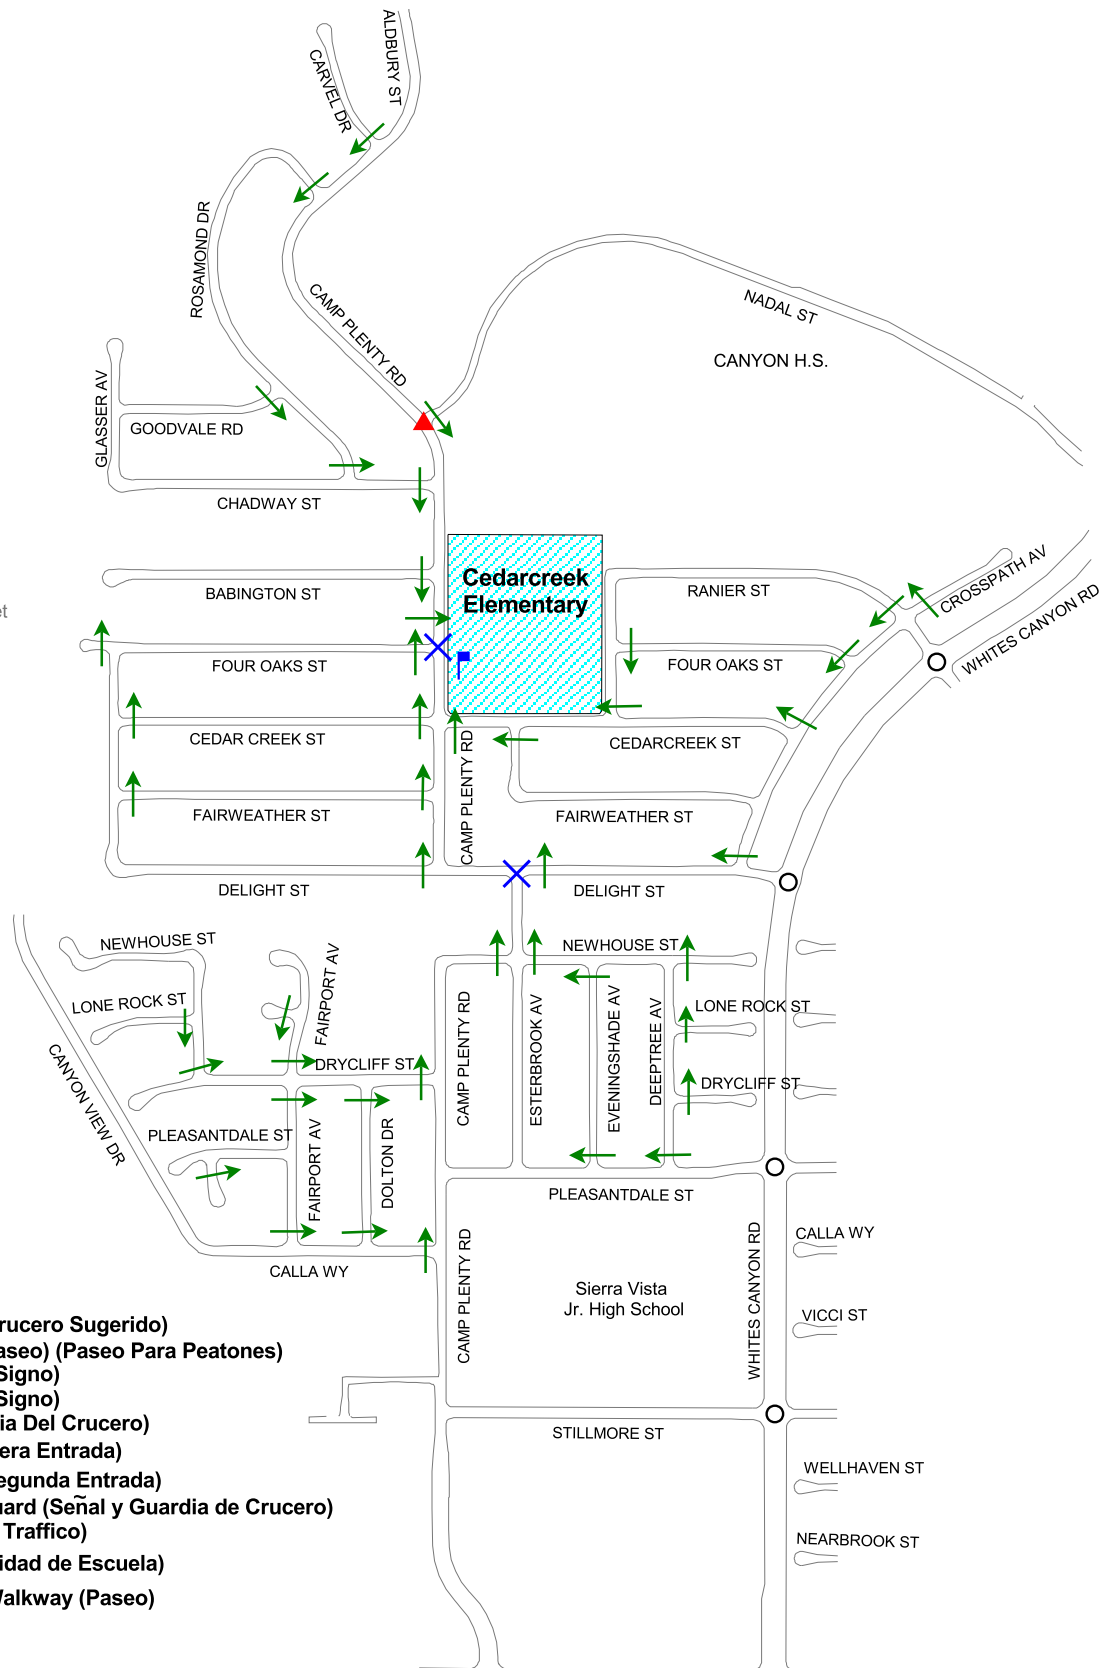 ALDBURY ST
CARVEL DR
ROSAMOND DR
CAMP PLENTY RD
NADAL ST
CANYON H.S.
GLASSER AV
GOODVALE RD
CHADWAY ST
CROSSPATH AV
WHITES CANYON RD
Cedarcreek
Elementary
BABINGTON ST
RANIER ST
et
FOUR OAKS ST
FOUR OAKS ST
CEDAR CREEK ST
CEDARCREEK ST
CAMP PLENTY RD
FAIRWEATHER ST
FAIRWEATHER ST
DELIGHT ST
DELIGHT ST
NEWHOUSE ST
NEWHOUSE ST
FAIRPORT AV
LONE ROCK ST
LONE ROCK ST
CANYON VIEW DR
DRYCLIFF ST
DRYCLIFF ST
CAMP PLENTY RD
ESTERBROOK AV
EVENINGSHADE AV
DEEPTREE AV
PLEASANTDALE ST
FAIRPORT AV
DOLTON DR
PLEASANTDALE ST
CALLA WY
CALLA WY
CAMP PLENTY RD
WHITES CANYON RD
Sierra Vista
Jr. High School
VICCI ST
STILLMORE ST
WELLHAVEN ST
NEARBROOK ST
rucero Sugerido)
aseo) (Paseo Para Peatones)
Signo)
Signo)
ia Del Crucero)
era Entrada)
egunda Entrada)
uard (Señal y Guardia de Crucero)
Traffico)
idad de Escuela)
Walkway (Paseo)